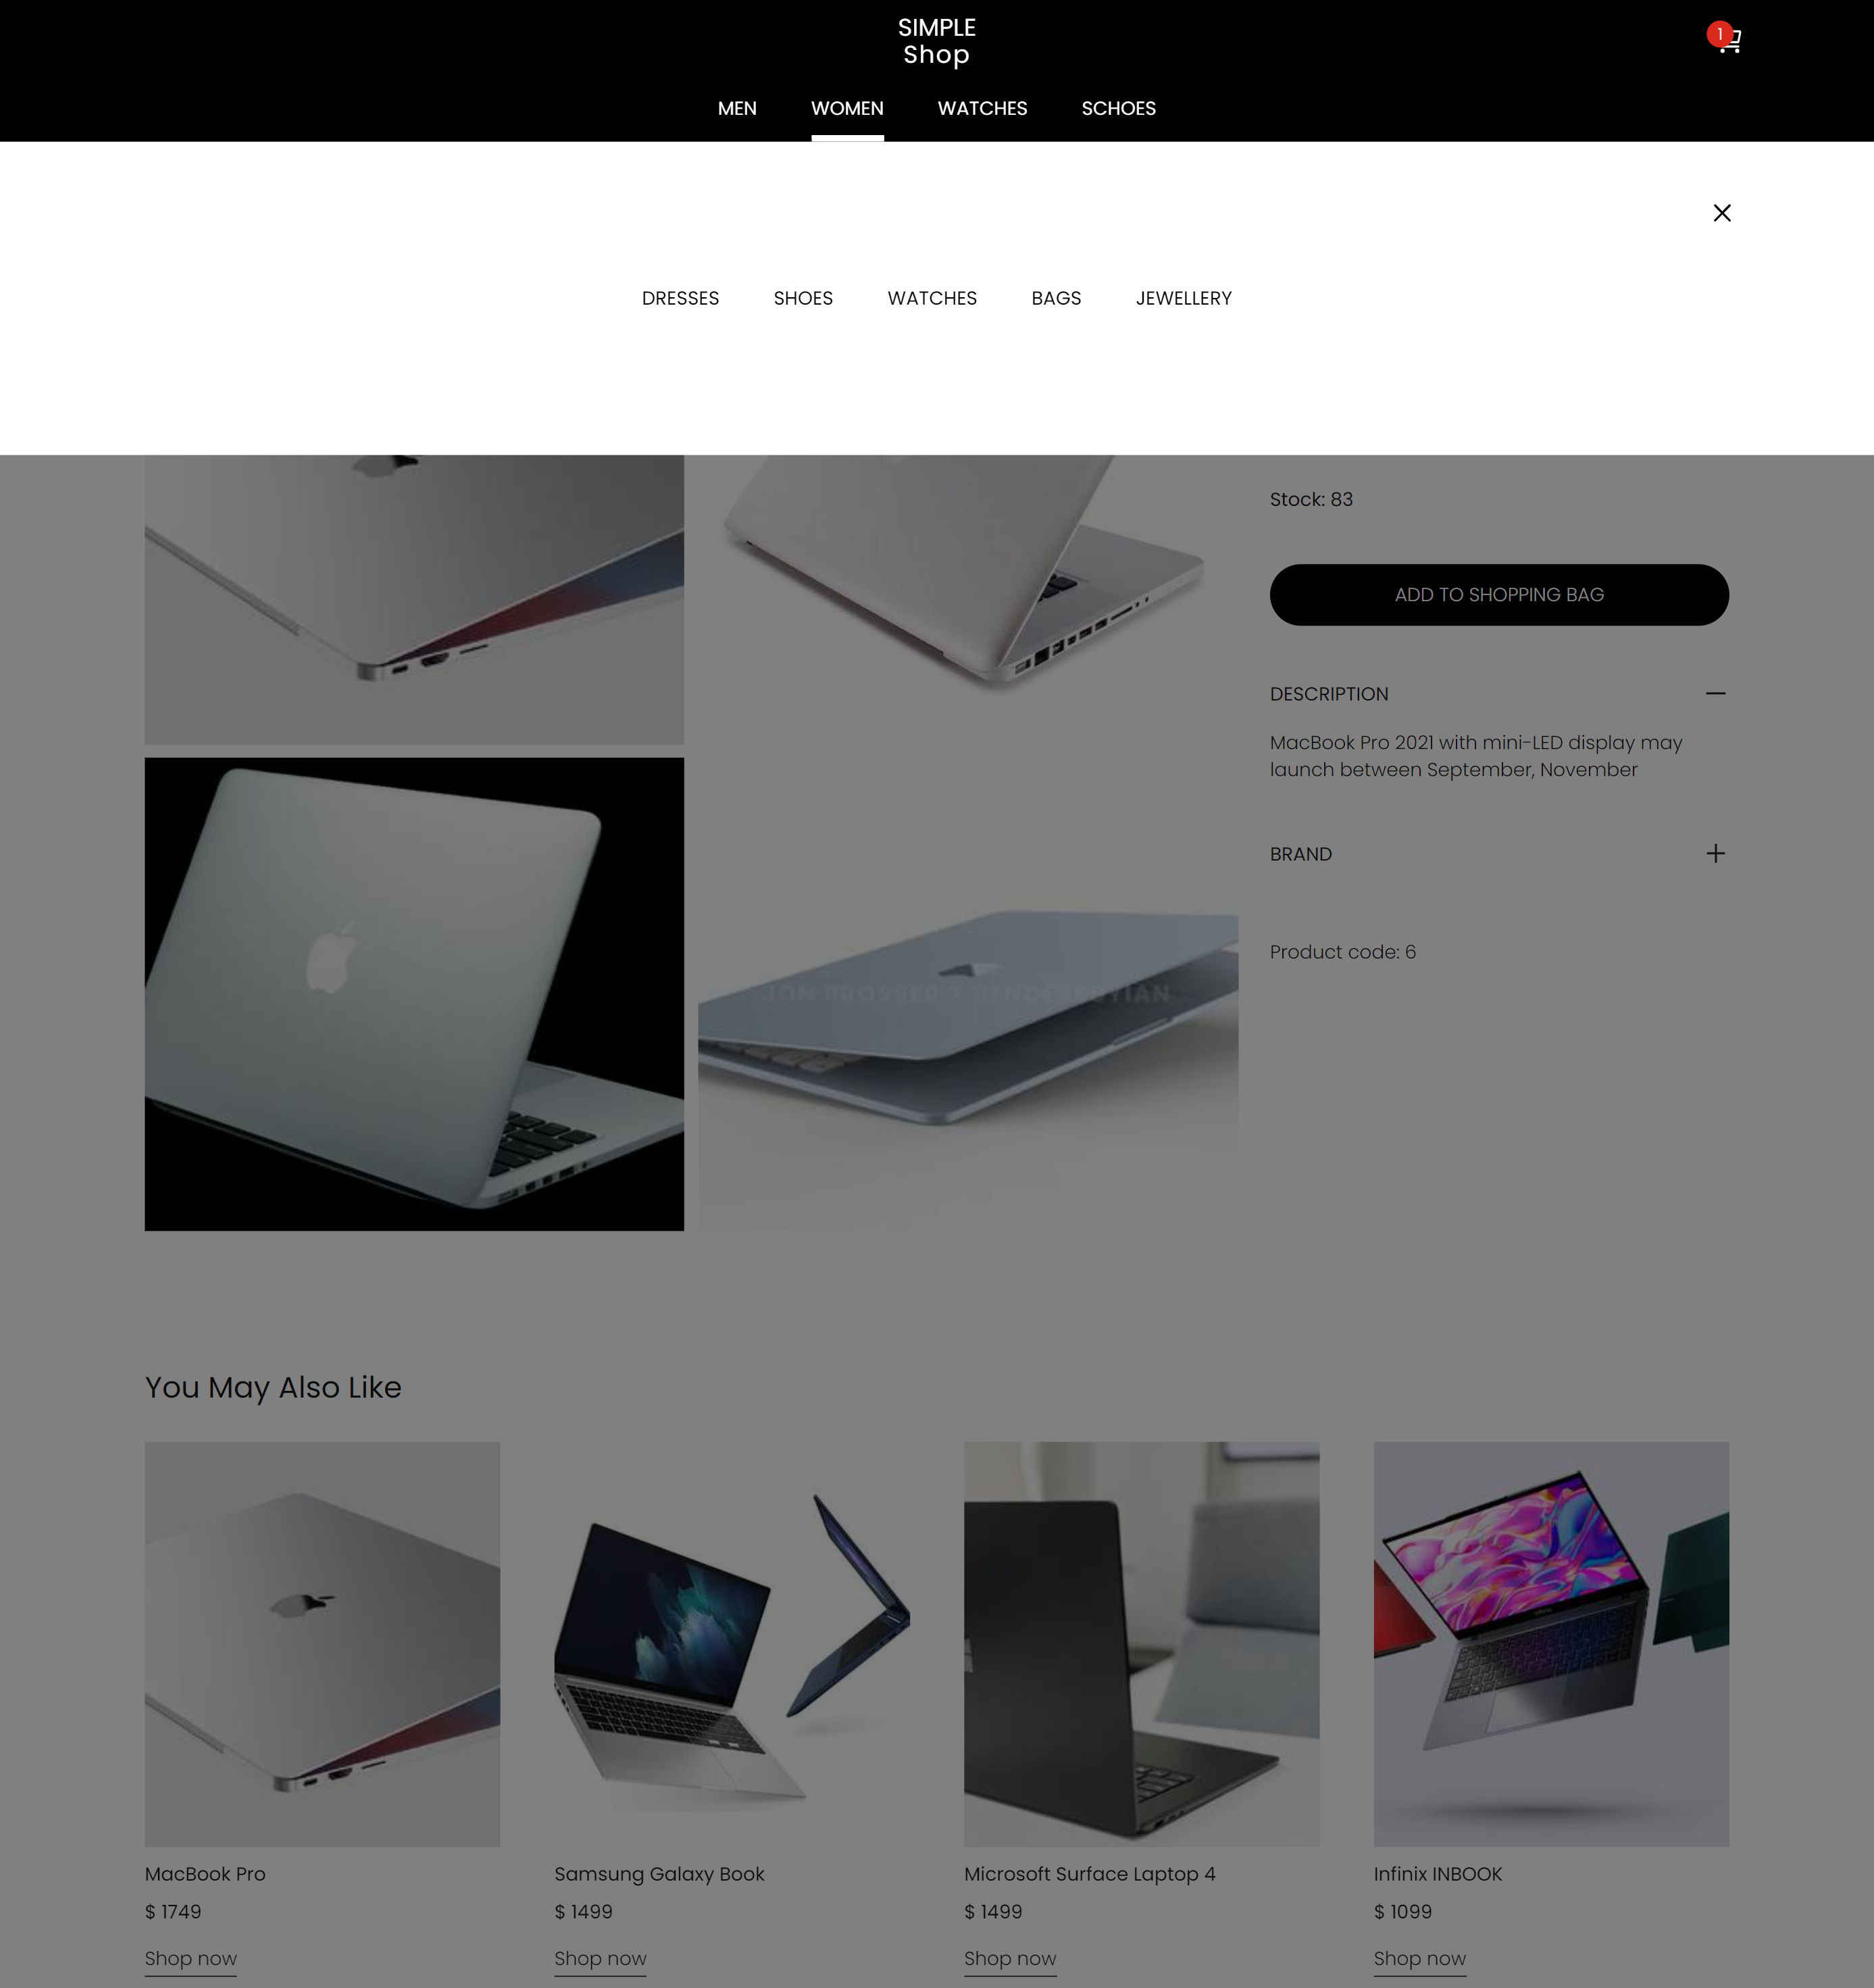 SIMPLE
Shop
1
MEN WOMEN WATCHES SCHOES
DRESSES SHOES WATCHES BAGS JEWELLERY
Stock: 83
ADD TO SHOPPING BAG
DESCRIPTION
MacBook Pro 2021 with mini-LED display may
launch between September, November
BRAND
Product code: 6
JON PROSSER X RENDERSBYIAN
You May Also Like
MacBook Pro
$ 1749
Shop now
Samsung Galaxy Book
$ 1499
Shop now
Microsoft Surface Laptop 4
$ 1499
Shop now
Infinix INBOOK
$ 1099
Shop now